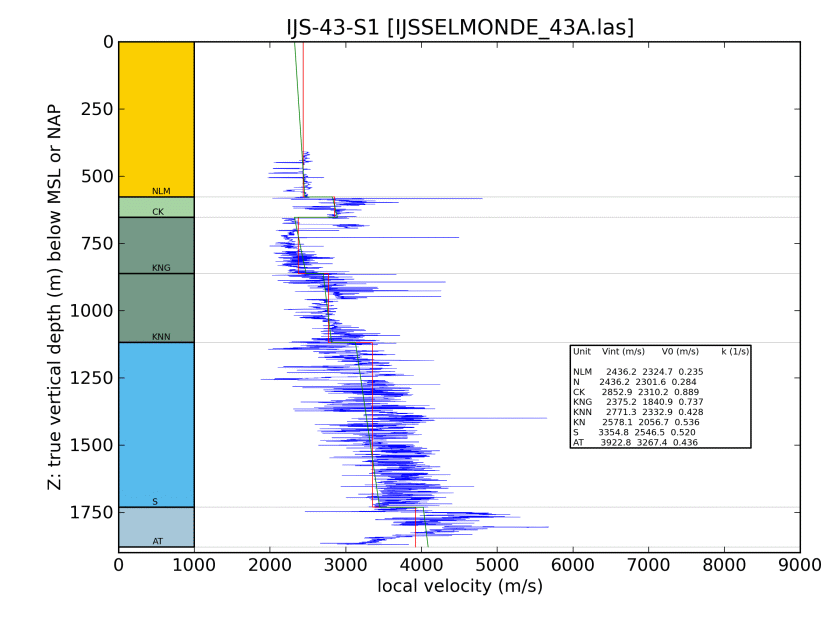 IJS-43-S1 [IJSSELMONDE_43A.las]
Z: true vertical depth (m) below MSL or NAP
0
250
500
750
1000
1250
1500
1750
NLM
CK
KNG
KNN
S
AT
Unit Vint (m/s) V0 (m/s) k (1/s)
NLM 2436.2 2324.7 0.235
N 2436.2 2301.6 0.284
CK 2852.9 2310.2 0.889
KNG 2375.2 1840.9 0.737
KNN 2771.3 2332.9 0.428
KN 2578.1 2056.7 0.536
S 3354.8 2546.5 0.520
AT 3922.8 3267.4 0.436
0 1000 2000 3000 4000 5000 6000 7000 8000 9000
local velocity (m/s)